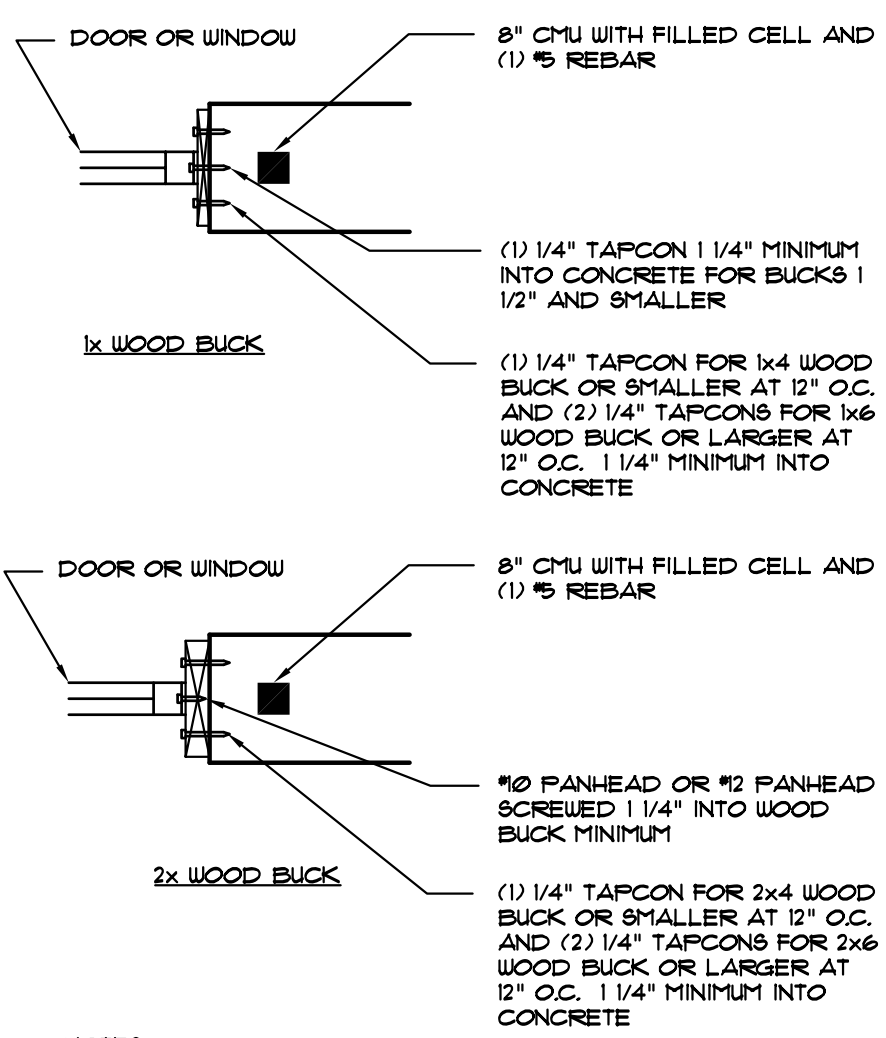 DOOR OR WINDOW
8" CMU WITH FILLED CELL AND
(1) #5 REBAR
(1) 1/4" TAPCON 1 1/4" MINIMUM
INTO CONCRETE FOR BUCKS 1
1/2" AND SMALLER
1x WOOD BUCK
(1) 1/4" TAPCON FOR 1x4 WOOD
BUCK OR SMALLER AT 12" O.C.
AND (2) 1/4" TAPCONS FOR 1x6
WOOD BUCK OR LARGER AT
12" O.C. 1 1/4" MINIMUM INTO
CONCRETE
DOOR OR WINDOW
8" CMU WITH FILLED CELL AND
(1) #5 REBAR
#10 PANHEAD OR #12 PANHEAD
SCREWED 1 1/4" INTO WOOD
BUCK MINIMUM
2x WOOD BUCK
(1) 1/4" TAPCON FOR 2x4 WOOD
BUCK OR SMALLER AT 12" O.C.
AND (2) 1/4" TAPCONS FOR 2x6
WOOD BUCK OR LARGER AT
12" O.C. 1 1/4" MINIMUM INTO
CONCRETE